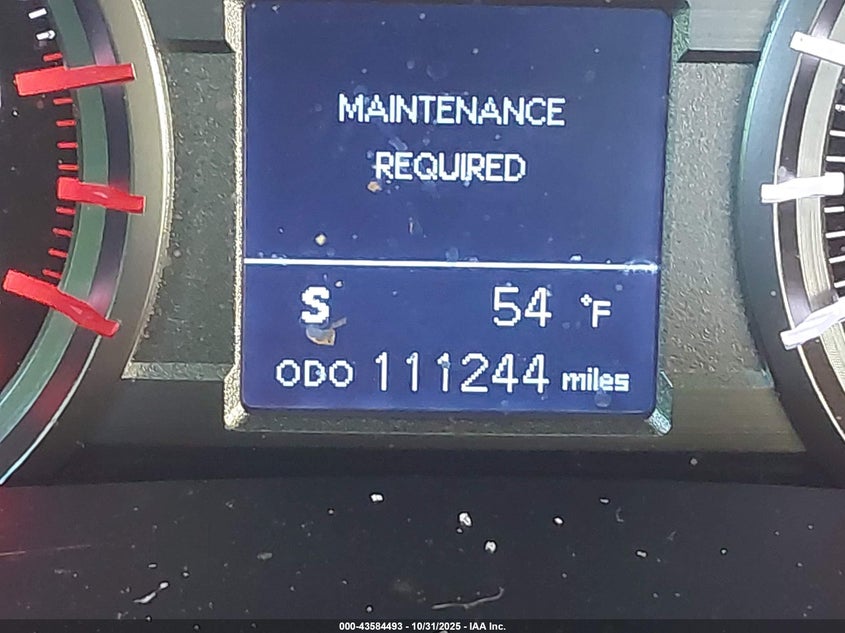 MAINTENANCE
REQUIRED
S 54 °F
ODO 111244 miles
000-43584493 - 10/31/2025 - IAA Inc.